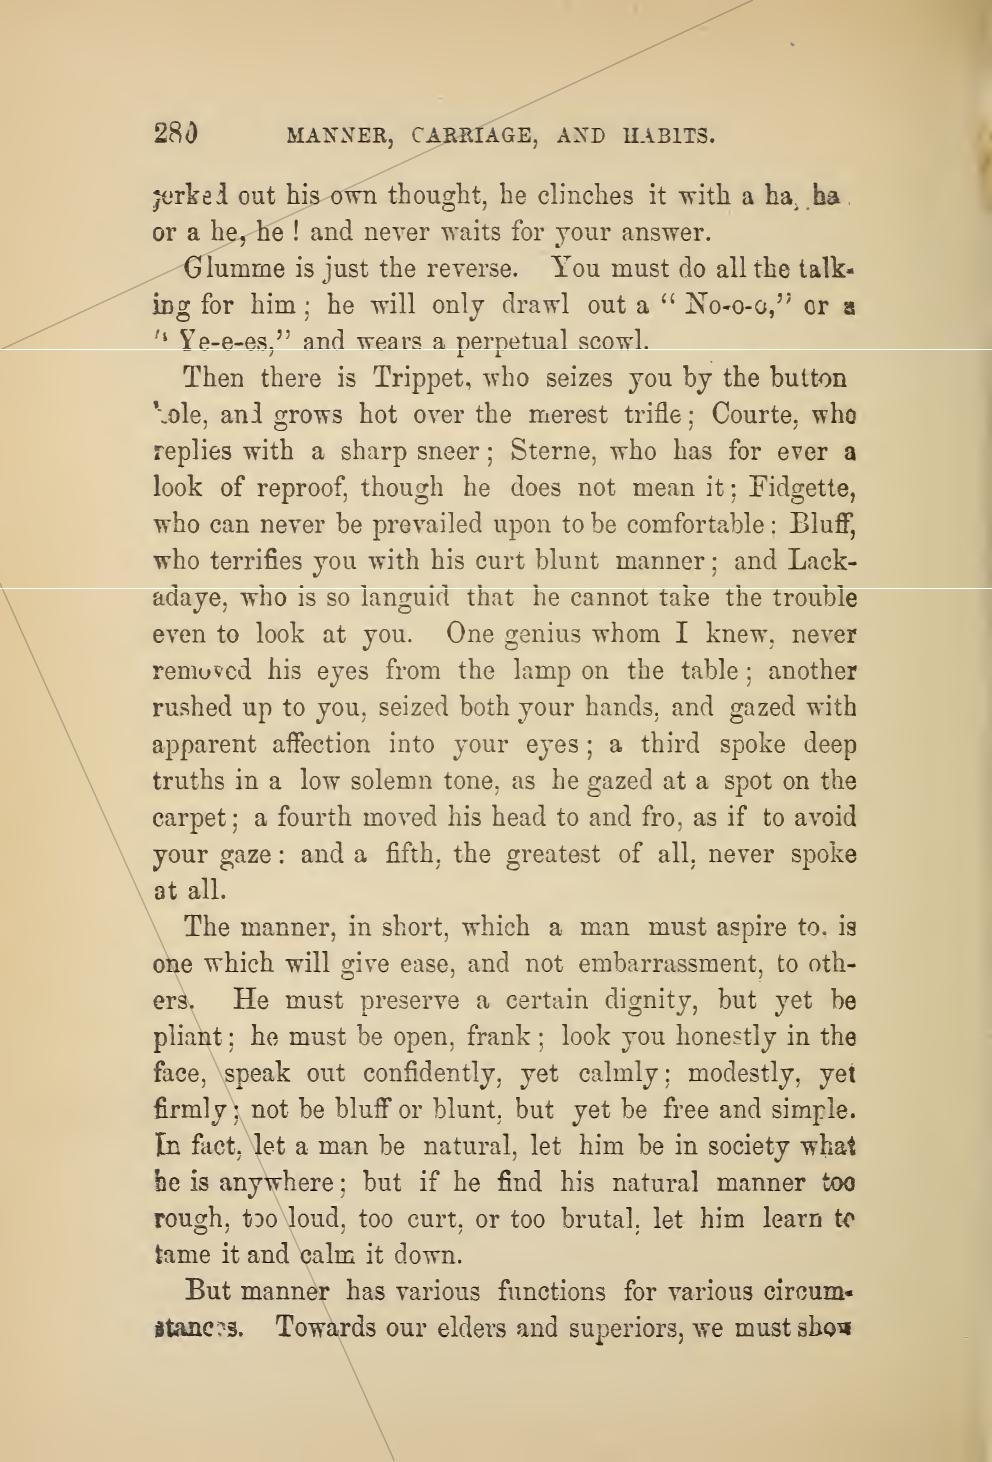 280 MANNER, CARRIAGE, AND HABITS.
jerked out his own thought, he clinches it with a ha, ha
or a he, he ! and never waits for your answer.
Glumme is just the reverse. You must do all the talk-
ing for him ; he will only drawl out a “ No-o-o,” or a
“ Ye-e-es,” and wears a perpetual scowl.
Then there is Trippet, who seizes you by the button
hole, and grows hot over the merest trifle ; Courte, who
replies with a sharp sneer ; Sterne, who has for ever a
look of reproof, though he does not mean it ; Fidgette,
who can never be prevailed upon to be comfortable : Bluff,
who terrifies you with his curt blunt manner ; and Lack-
adaye, who is so languid that he cannot take the trouble
even to look at you. One genius whom I knew, never
removed his eyes from the lamp on the table ; another
rushed up to you, seized both your hands, and gazed with
apparent affection into your eyes ; a third spoke deep
truths in a low solemn tone, as he gazed at a spot on the
carpet ; a fourth moved his head to and fro, as if to avoid
your gaze : and a fifth, the greatest of all, never spoke
at all.
The manner, in short, which a man must aspire to, is
one which will give ease, and not embarrassment, to oth-
ers. He must preserve a certain dignity, but yet be
pliant ; he must be open, frank ; look you honestly in the
face, speak out confidently, yet calmly ; modestly, yet
firmly ; not be bluff or blunt, but yet be free and simple.
In fact, let a man be natural, let him be in society what
he is anywhere ; but if he find his natural manner too
rough, too loud, too curt, or too brutal, let him learn to
tame it and calm it down.
But manner has various functions for various circum-
stances. Towards our elders and superiors, we must show